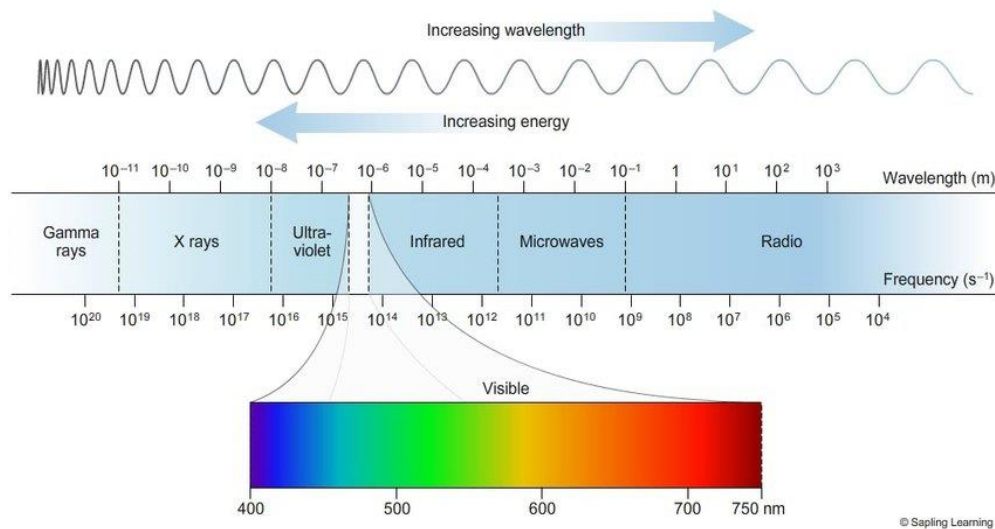 Increasing wavelength
Increasing energy
10⁻¹¹ 10⁻¹⁰ 10⁻⁹ 10⁻⁸ 10⁻⁷ 10⁻⁶ 10⁻⁵ 10⁻⁴ 10⁻³ 10⁻² 10⁻¹ 1 10¹ 10² 10³ Wavelength (m)
Gamma
rays
X rays
Ultra-
violet
Infrared
Microwaves
Radio
Frequency (s⁻¹)
10²⁰ 10¹⁹ 10¹⁸ 10¹⁷ 10¹⁶ 10¹⁵ 10¹⁴ 10¹³ 10¹² 10¹¹ 10¹⁰ 10⁹ 10⁸ 10⁷ 10⁶ 10⁵ 10⁴
Visible
400 500 600 700 750 nm
© Sapling Learning